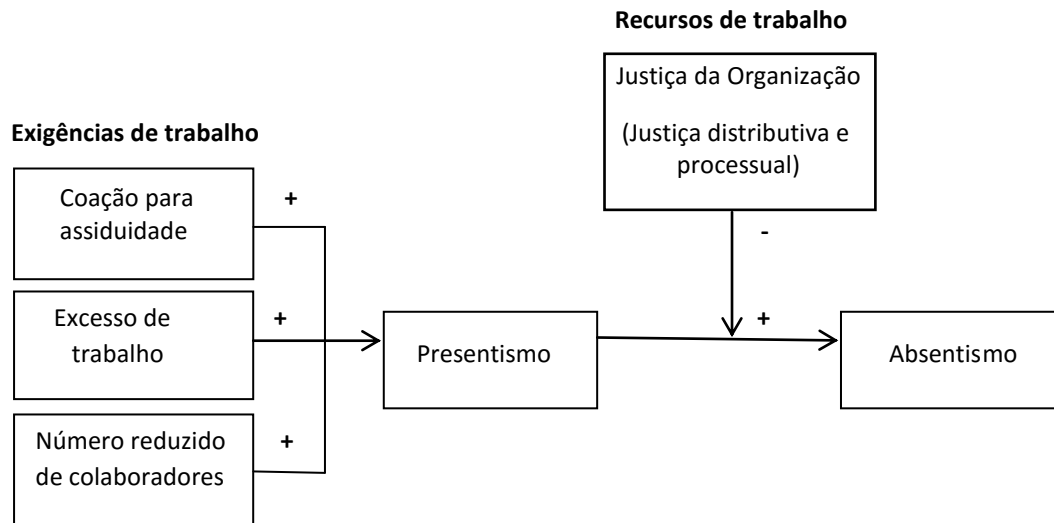 Recursos de trabalho
Justiça da Organização
(Justiça distributiva e
processual)
Exigências de trabalho
Coação para
assiduidade
+
-
Excesso de
trabalho
+
Presentismo
+
Absentismo
Número reduzido
de colaboradores
+